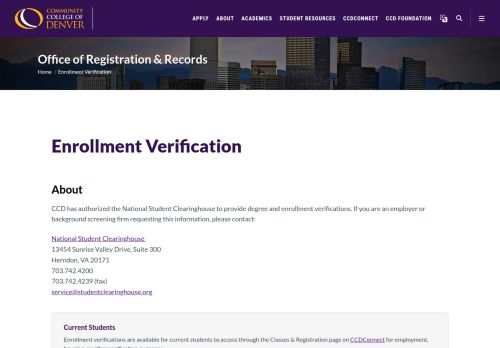 COMMUNITY
COLLEGE OF
DENVER
APPLY ABOUT ACADEMICS STUDENT RESOURCES CCDCONNECT CCD FOUNDATION
Office of Registration & Records
Home / Enrollment Verification
Enrollment Verification
About
CCD has authorized the National Student Clearinghouse to provide degree and enrollment verifications. If you are an employer or
background screening firm requesting this information, please contact:
National Student Clearinghouse
13454 Sunrise Valley Drive, Suite 300
Herndon, VA 20171
703.742.4200
703.742.4239 (fax)
service@studentclearinghouse.org
Current Students
Enrollment verifications are available for current students to access through the Classes & Registration page on CCDConnect for employment,